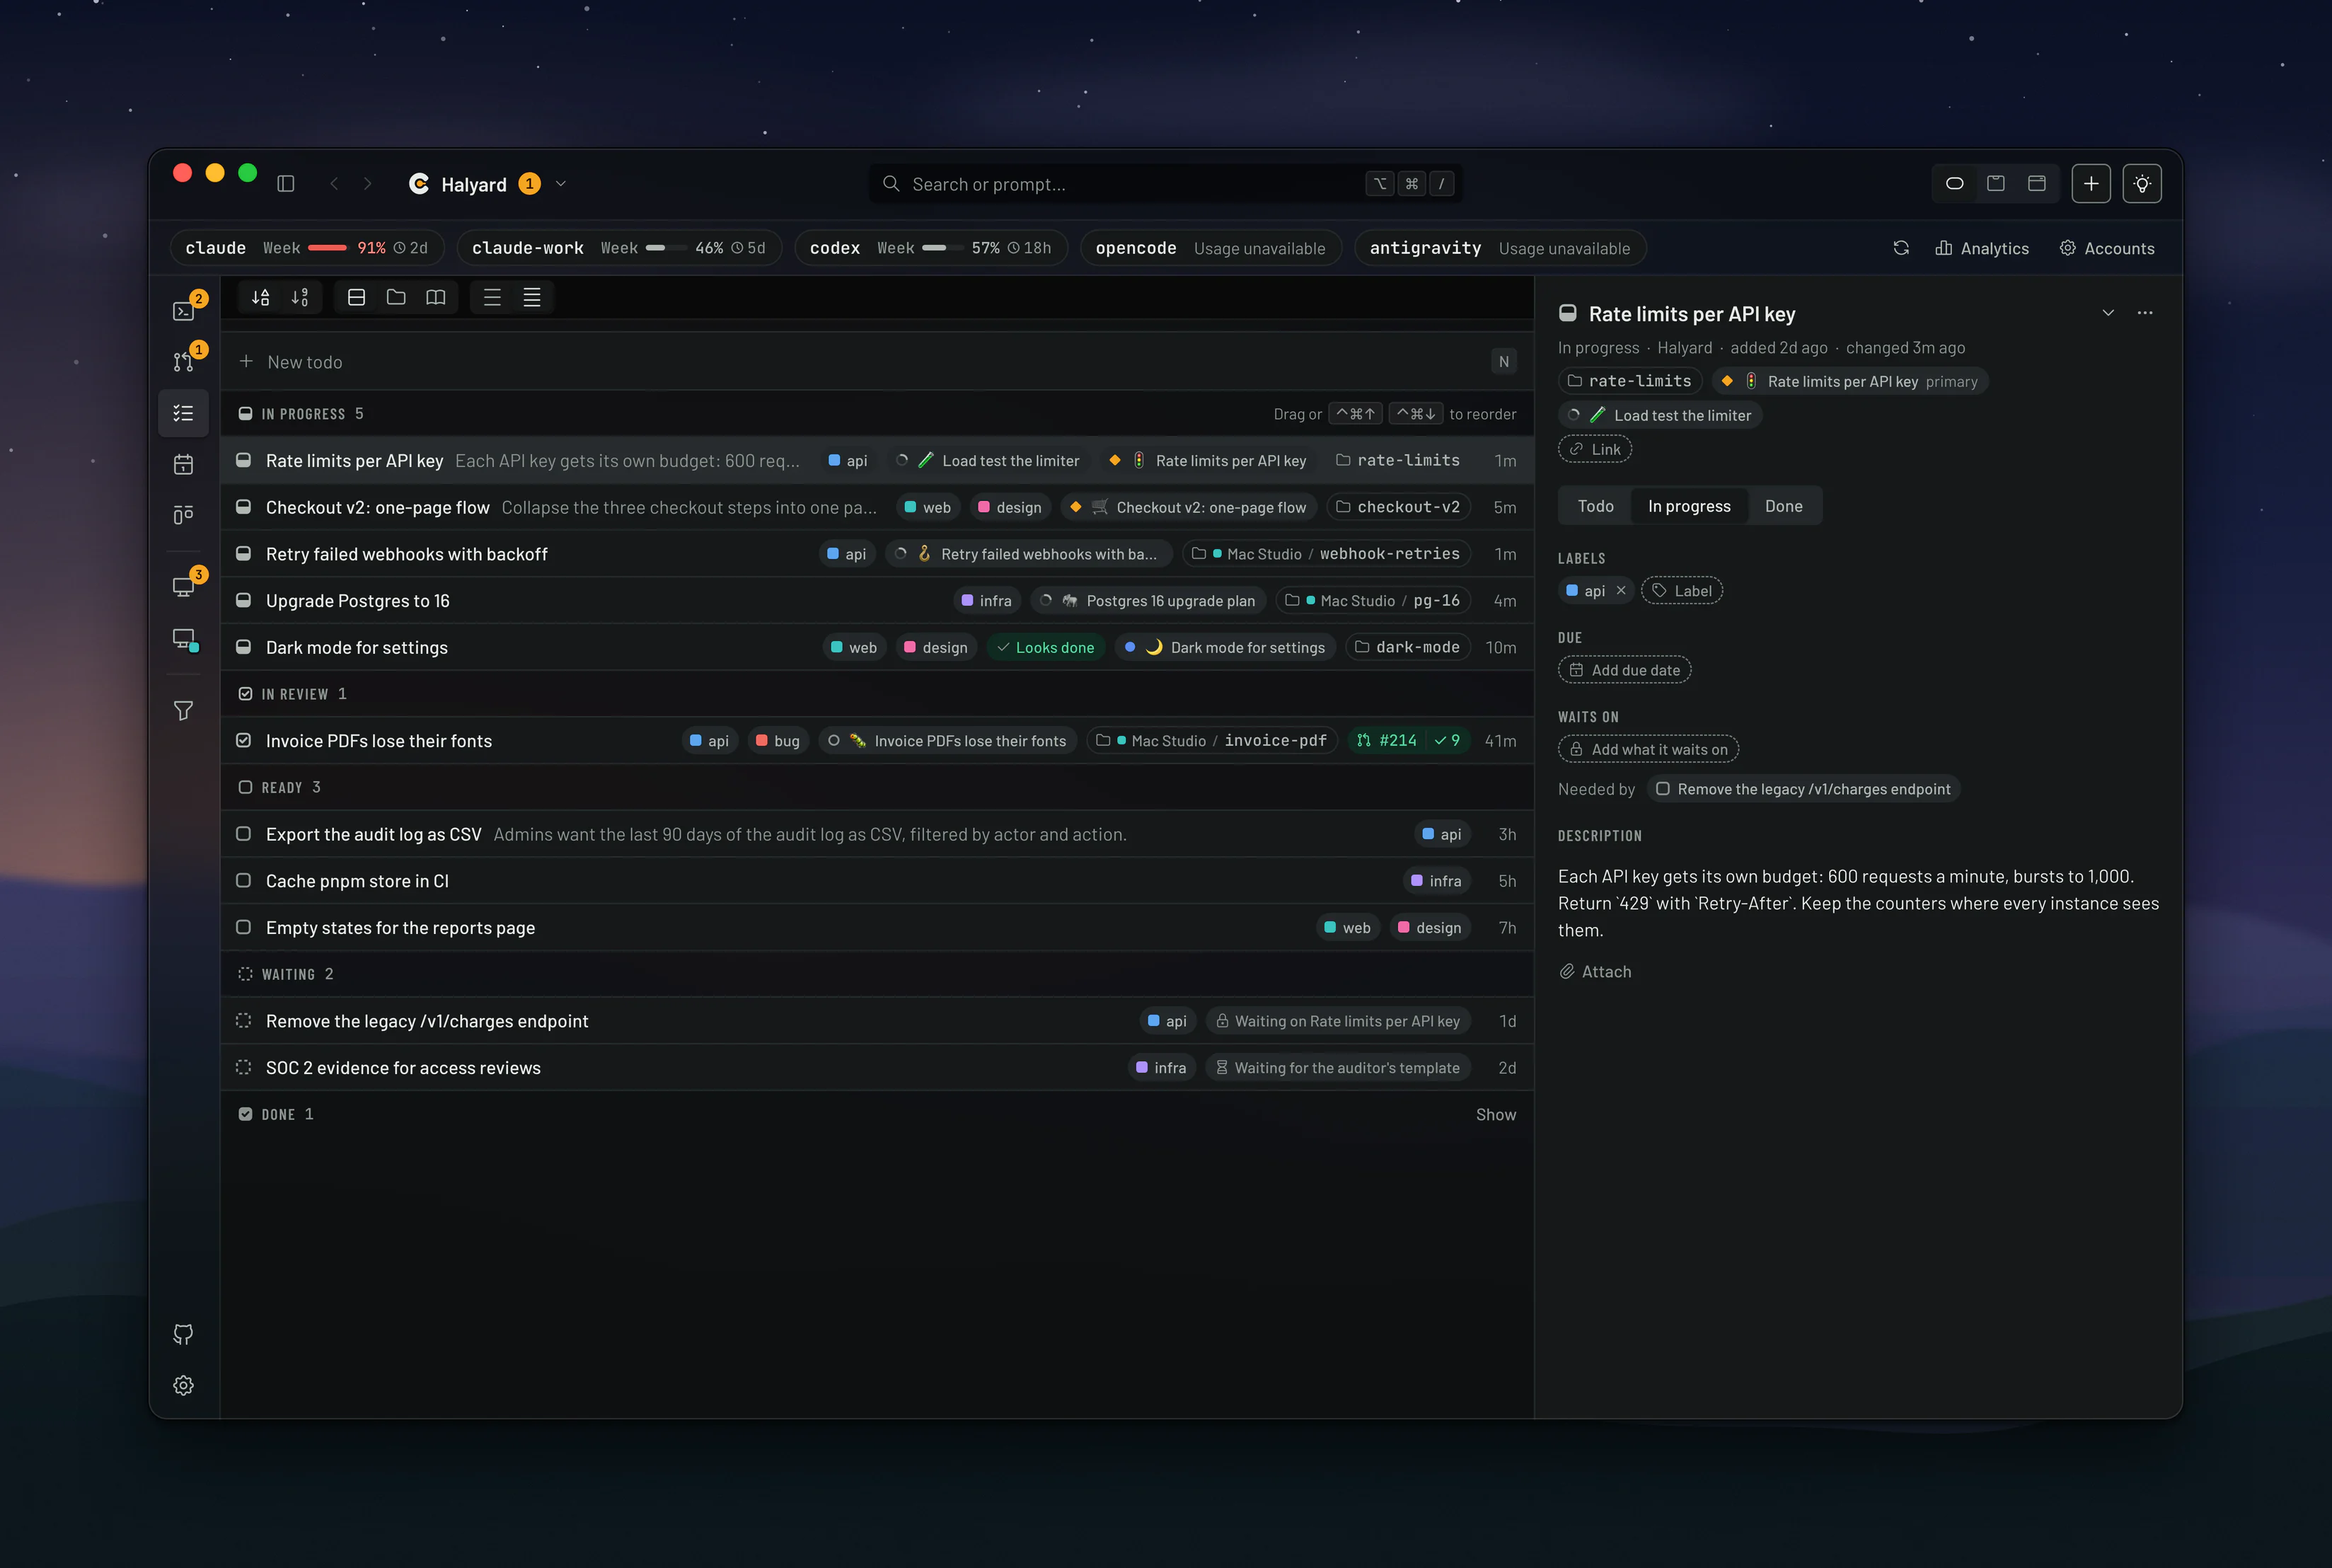 Halyard 1
Search or prompt... ⌥ ⌘ /
claude Week 91% 2d
claude-work Week 46% 5d
codex Week 57% 18h
opencode Usage unavailable
antigravity Usage unavailable
Analytics
Accounts
2
1
3
New todo N
IN PROGRESS 5 Drag or ^⌘↑ ^⌘↓ to reorder
Rate limits per API key Each API key gets its own budget: 600 req... api Load test the limiter Rate limits per API key rate-limits 1m
Checkout v2: one-page flow Collapse the three checkout steps into one pa... web design Checkout v2: one-page flow checkout-v2 5m
Retry failed webhooks with backoff api Retry failed webhooks with ba... Mac Studio / webhook-retries 1m
Upgrade Postgres to 16 infra Postgres 16 upgrade plan Mac Studio / pg-16 4m
Dark mode for settings web design Looks done Dark mode for settings dark-mode 10m
IN REVIEW 1
Invoice PDFs lose their fonts api bug Invoice PDFs lose their fonts Mac Studio / invoice-pdf #214 9 41m
READY 3
Export the audit log as CSV Admins want the last 90 days of the audit log as CSV, filtered by actor and action. api 3h
Cache pnpm store in CI infra 5h
Empty states for the reports page web design 7h
WAITING 2
Remove the legacy /v1/charges endpoint api Waiting on Rate limits per API key 1d
SOC 2 evidence for access reviews infra Waiting for the auditor's template 2d
DONE 1 Show
Rate limits per API key
In progress · Halyard · added 2d ago · changed 3m ago
rate-limits Rate limits per API key primary
Load test the limiter
Link
Todo In progress Done
LABELS
api × Label
DUE
Add due date
WAITS ON
Add what it waits on
Needed by Remove the legacy /v1/charges endpoint
DESCRIPTION
Each API key gets its own budget: 600 requests a minute, bursts to 1,000.
Return `429` with `Retry-After`. Keep the counters where every instance sees
them.
Attach